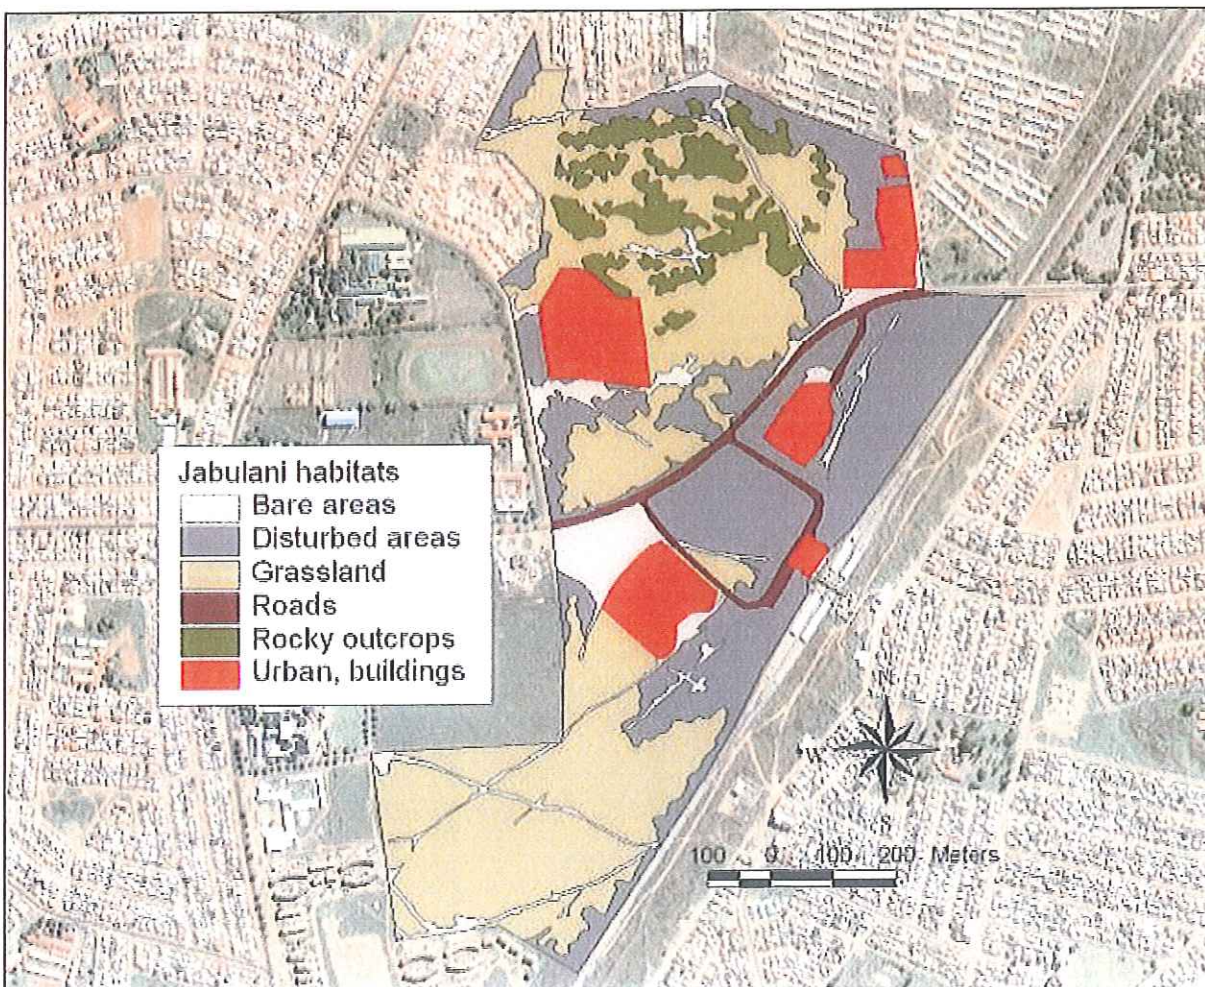 Jabulani habitats
Bare areas
Disturbed areas
Grassland
Roads
Rocky outcrops
Urban, buildings
N
S
100 0 100 200 Meters